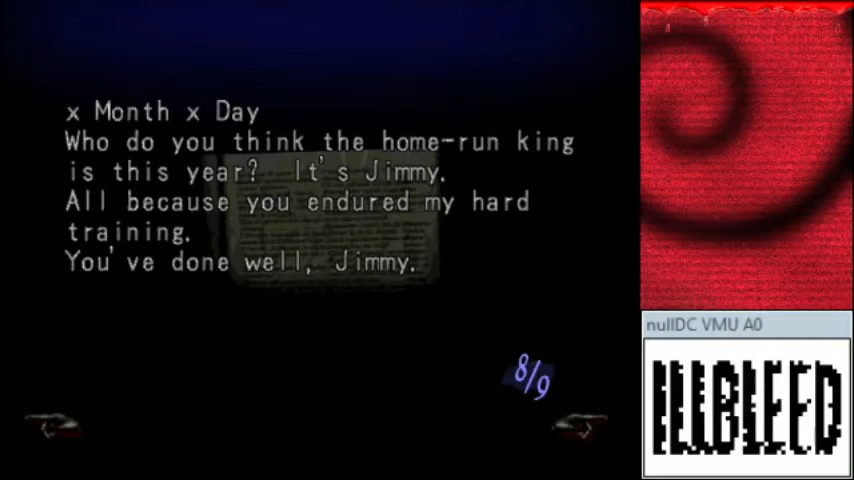 x Month x Day
Who do you think the home-run king
is this year?  It's Jimmy.
All because you endured my hard
training.
You've done well, Jimmy.
8/9
nullDC VMU A0
ILLBLEED